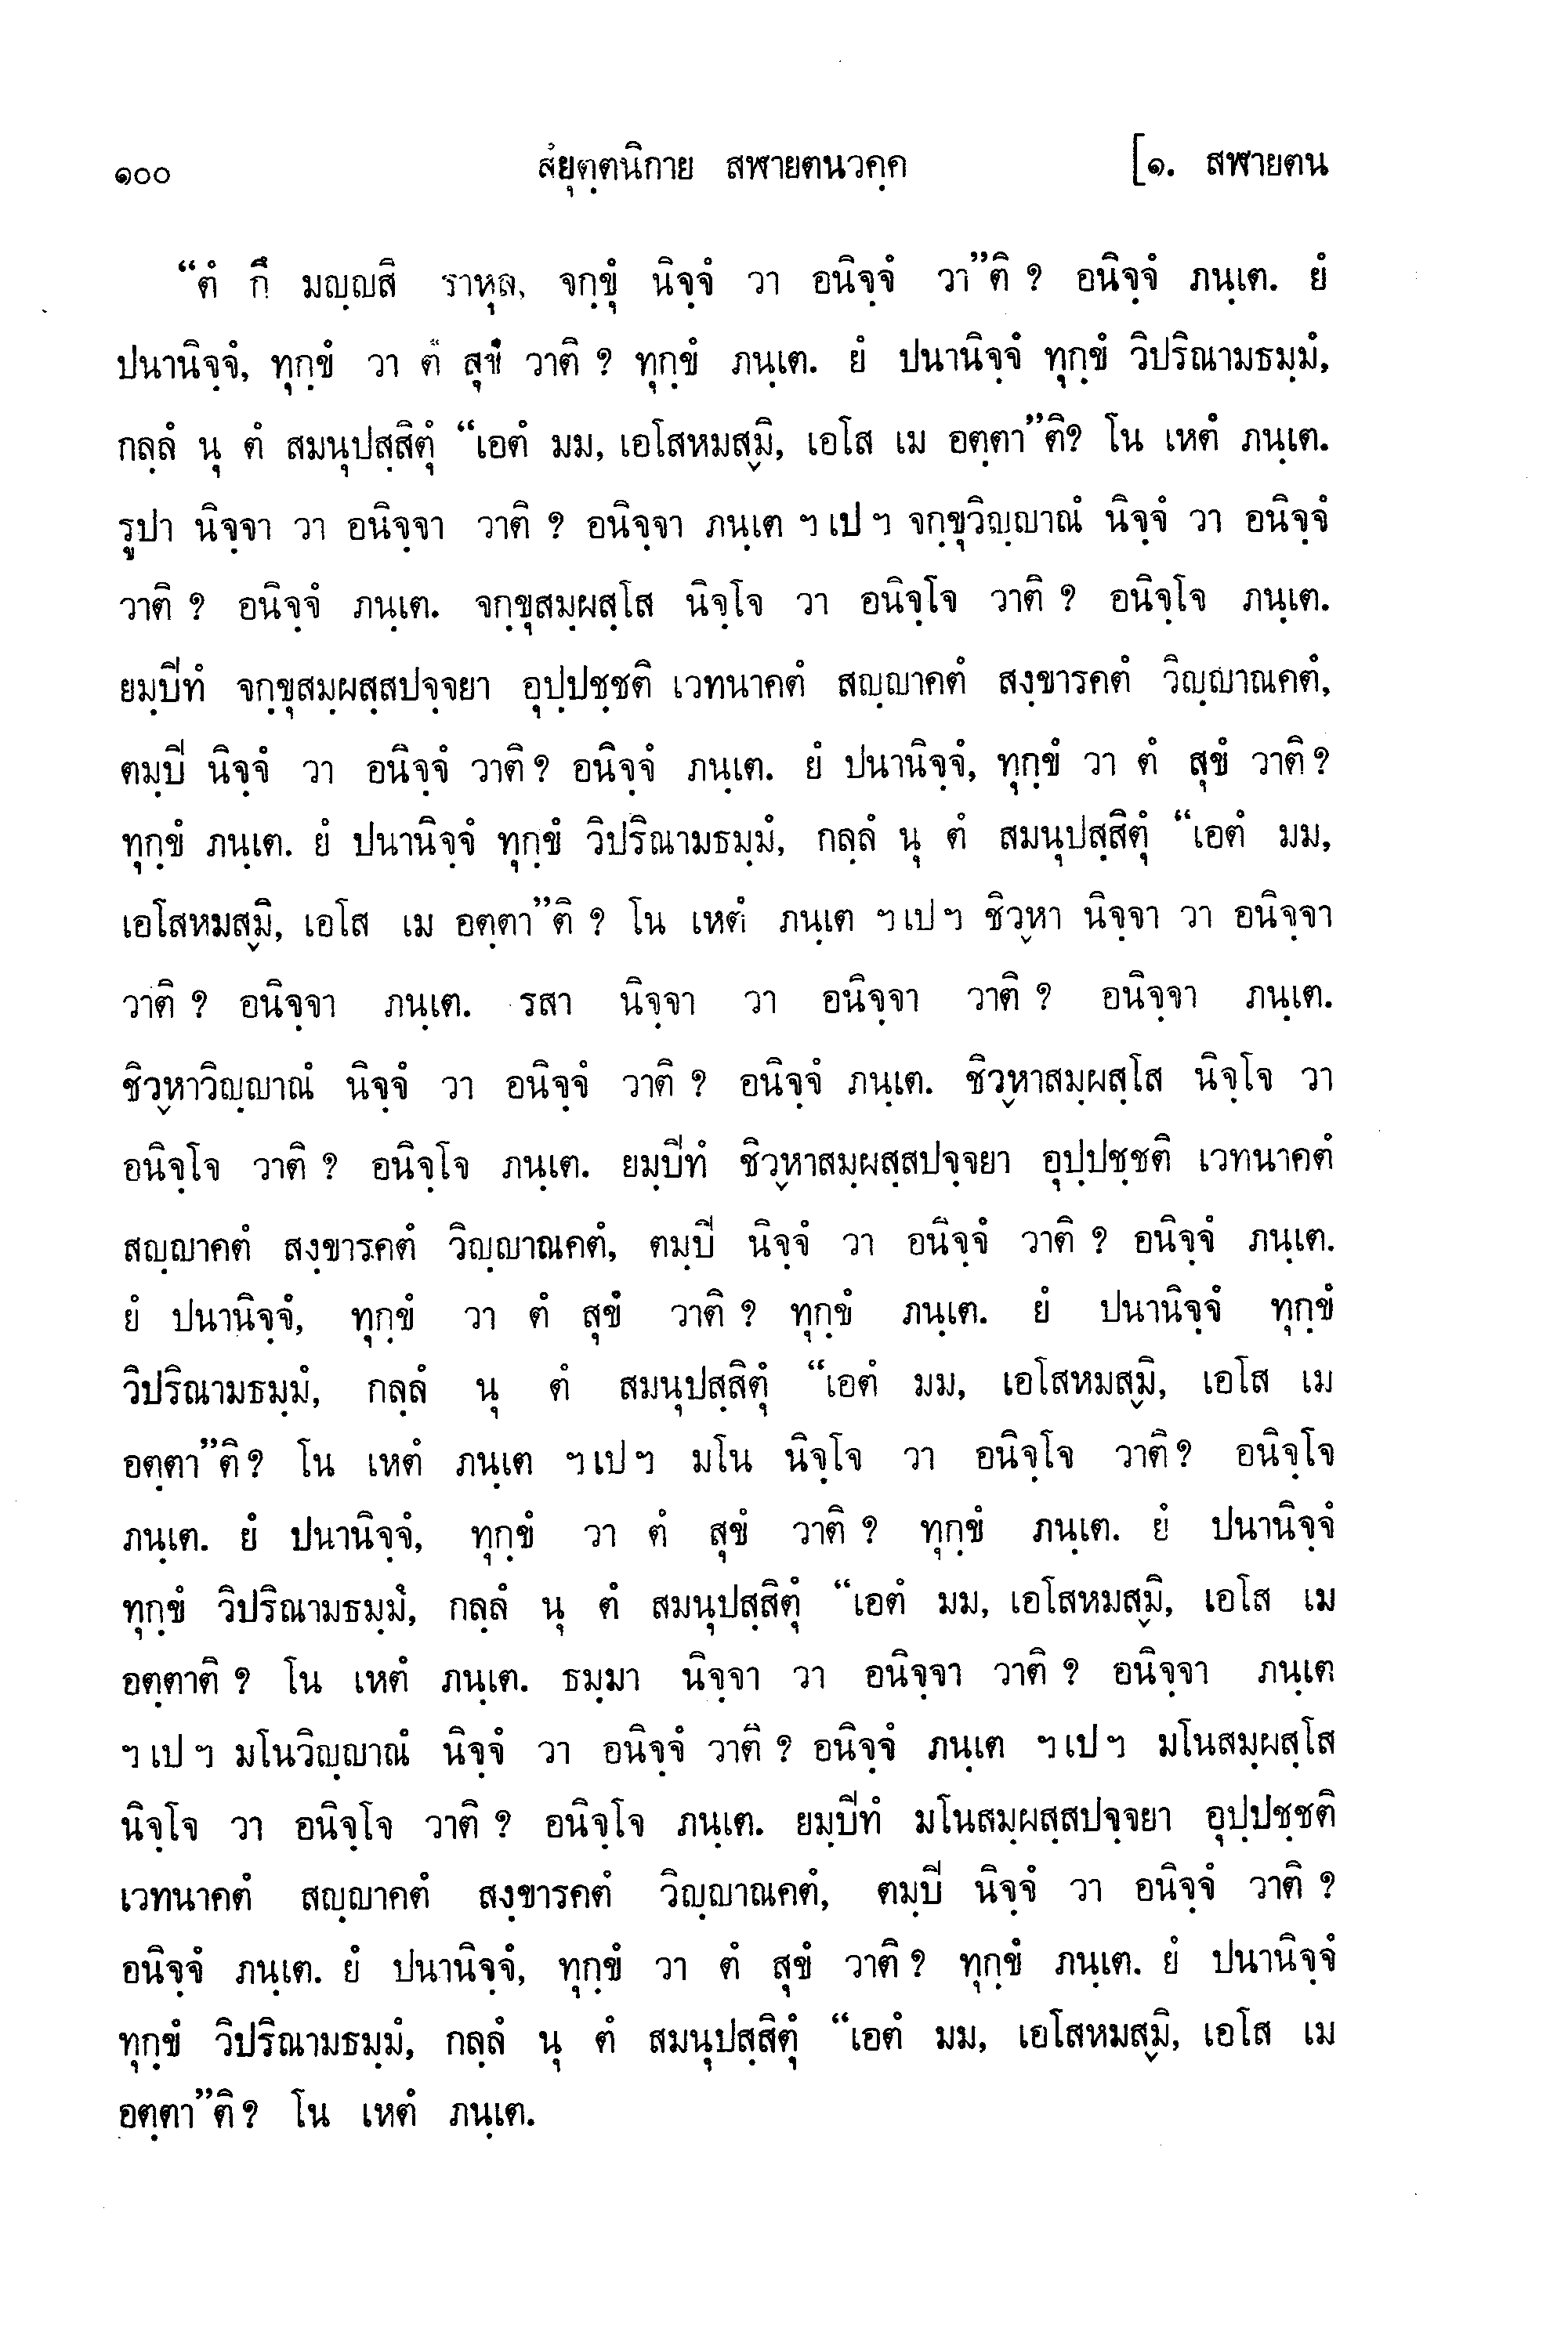 ๑๐๐ สํยุตฺตนิกาย สฬายตนวคฺค [๑. สฬายตน
“ตํ กึ มญฺญสิ ราหุล, จกฺขุํ นิจฺจํ วา อนิจฺจํ วา”ติ ? อนิจฺจํ ภนฺเต. ยํ
ปนานิจฺจํ, ทุกฺขํ วา ตํ สุขํ วาติ ? ทุกฺขํ ภนฺเต. ยํ ปนานิจฺจํ ทุกฺขํ วิปริณามธมฺมํ,
กลฺลํ นุ ตํ สมนุปสฺสิตุํ “เอตํ มม, เอโสหมสฺมิ, เอโส เม อตฺตา”ติ? โน เหตํ ภนฺเต.
รูปา นิจฺจา วา อนิจฺจา วาติ ? อนิจฺจา ภนฺเต ฯ เป ฯ จกฺขุวิญฺญาณํ นิจฺจํ วา อนิจฺจํ
วาติ ? อนิจฺจํ ภนฺเต. จกฺขุสมฺผสฺโส นิจฺโจ วา อนิจฺโจ วาติ ? อนิจฺโจ ภนฺเต.
ยมฺปิทํ จกฺขุสมฺผสฺสปจฺจยา อุปฺปชฺชติ เวทนาคตํ สญฺญาคตํ สงฺขารคตํ วิญฺญาณคตํ,
ตมฺปิ นิจฺจํ วา อนิจฺจํ วาติ ? อนิจฺจํ ภนฺเต. ยํ ปนานิจฺจํ, ทุกฺขํ วา ตํ สุขํ วาติ ?
ทุกฺขํ ภนฺเต. ยํ ปนานิจฺจํ ทุกฺขํ วิปริณามธมฺมํ, กลฺลํ นุ ตํ สมนุปสฺสิตุํ “เอตํ มม,
เอโสหมสฺมิ, เอโส เม อตฺตา”ติ ? โน เหตํ ภนฺเต ฯ เป ฯ ชิวฺหา นิจฺจา วา อนิจฺจา
วาติ ? อนิจฺจา ภนฺเต. รสา นิจฺจา วา อนิจฺจา วาติ ? อนิจฺจา ภนฺเต.
ชิวฺหาวิญฺญาณํ นิจฺจํ วา อนิจฺจํ วาติ ? อนิจฺจํ ภนฺเต. ชิวฺหาสมฺผสฺโส นิจฺโจ วา
อนิจฺโจ วาติ ? อนิจฺโจ ภนฺเต. ยมฺปิทํ ชิวฺหาสมฺผสฺสปจฺจยา อุปฺปชฺชติ เวทนาคตํ
สญฺญาคตํ สงฺขารคตํ วิญฺญาณคตํ, ตมฺปิ นิจฺจํ วา อนิจฺจํ วาติ ? อนิจฺจํ ภนฺเต.
ยํ ปนานิจฺจํ, ทุกฺขํ วา ตํ สุขํ วาติ ? ทุกฺขํ ภนฺเต. ยํ ปนานิจฺจํ ทุกฺขํ
วิปริณามธมฺมํ, กลฺลํ นุ ตํ สมนุปสฺสิตุํ “เอตํ มม, เอโสหมสฺมิ, เอโส เม
อตฺตา”ติ ? โน เหตํ ภนฺเต ฯ เป ฯ มโน นิจฺโจ วา อนิจฺโจ วาติ ? อนิจฺโจ
ภนฺเต. ยํ ปนานิจฺจํ, ทุกฺขํ วา ตํ สุขํ วาติ ? ทุกฺขํ ภนฺเต. ยํ ปนานิจฺจํ
ทุกฺขํ วิปริณามธมฺมํ, กลฺลํ นุ ตํ สมนุปสฺสิตุํ “เอตํ มม, เอโสหมสฺมิ, เอโส เม
อตฺตาติ ? โน เหตํ ภนฺเต. ธมฺมา นิจฺจา วา อนิจฺจา วาติ ? อนิจฺจา ภนฺเต
ฯ เป ฯ มโนวิญฺญาณํ นิจฺจํ วา อนิจฺจํ วาติ ? อนิจฺจํ ภนฺเต ฯ เป ฯ มโนสมฺผสฺโส
นิจฺโจ วา อนิจฺโจ วาติ ? อนิจฺโจ ภนฺเต. ยมฺปิทํ มโนสมฺผสฺสปจฺจยา อุปฺปชฺชติ
เวทนาคตํ สญฺญาคตํ สงฺขารคตํ วิญฺญาณคตํ, ตมฺปิ นิจฺจํ วา อนิจฺจํ วาติ ?
อนิจฺจํ ภนฺเต. ยํ ปนานิจฺจํ, ทุกฺขํ วา ตํ สุขํ วาติ ? ทุกฺขํ ภนฺเต. ยํ ปนานิจฺจํ
ทุกฺขํ วิปริณามธมฺมํ, กลฺลํ นุ ตํ สมนุปสฺสิตุํ “เอตํ มม, เอโสหมสฺมิ, เอโส เม
อตฺตา”ติ ? โน เหตํ ภนฺเต.